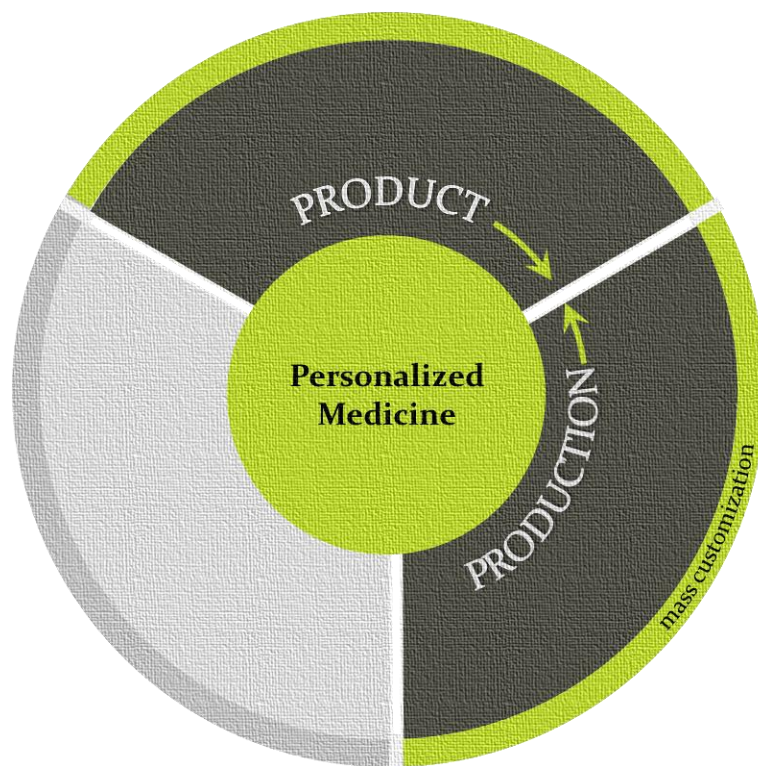 PRODUCT
Personalized
Medicine
PRODUCTION
mass customization